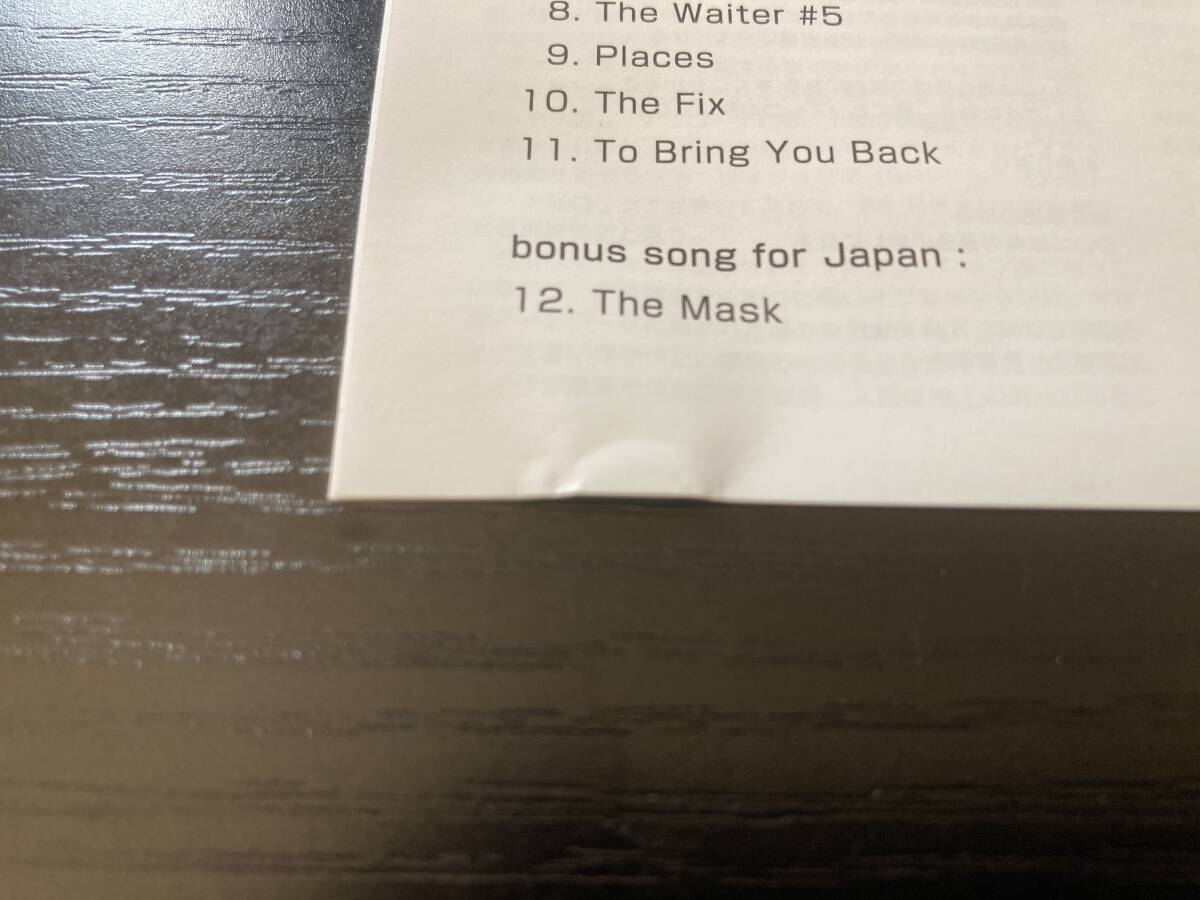 8. The Waiter #5
9. Places
10. The Fix
11. To Bring You Back
bonus song for Japan :
12. The Mask